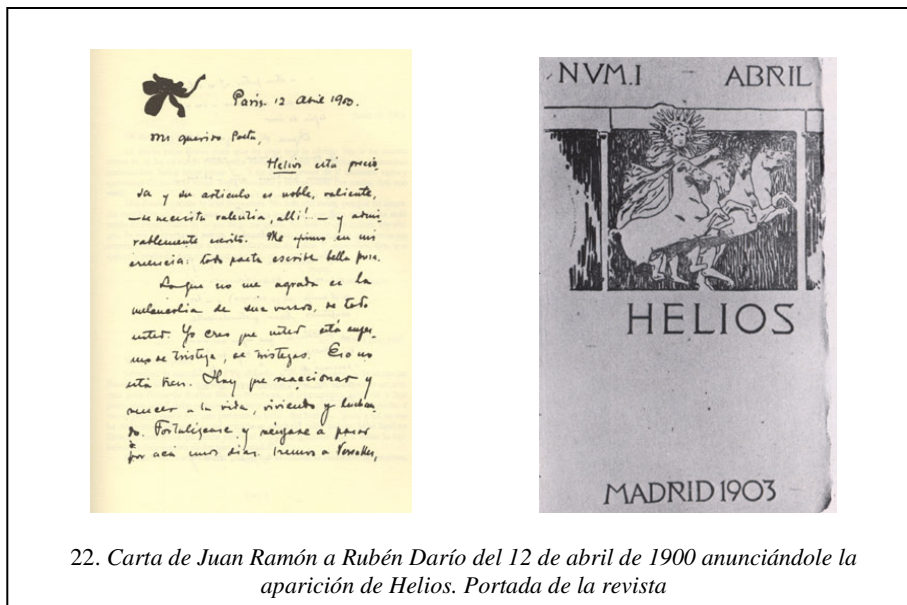 Paris. 12 Abril 1903.
Mi querido Poeta,
Helios está precio-
sa y su artículo es noble, valiente,
—se necesita valentía, allí!— y admi-
rablemente escrito. Me afirmo en mi
creencia: todo poeta escribe bella prosa.
Lo que no me agrada es la
melancolía de sus versos, de todo
usted. Yo creo que usted está enfer-
mo de tristeza, de tristezas. Eso no
está bien. Hay que reaccionar y
vencer a la vida, viviendo y luchan-
do. Fortalézcase y véngase a pasar
por acá unos días. Iremos a Versalles,
NVM.I - ABRIL
HELIOS
MADRID 1903
22. Carta de Juan Ramón a Rubén Darío del 12 de abril de 1900 anunciándole la
aparición de Helios. Portada de la revista